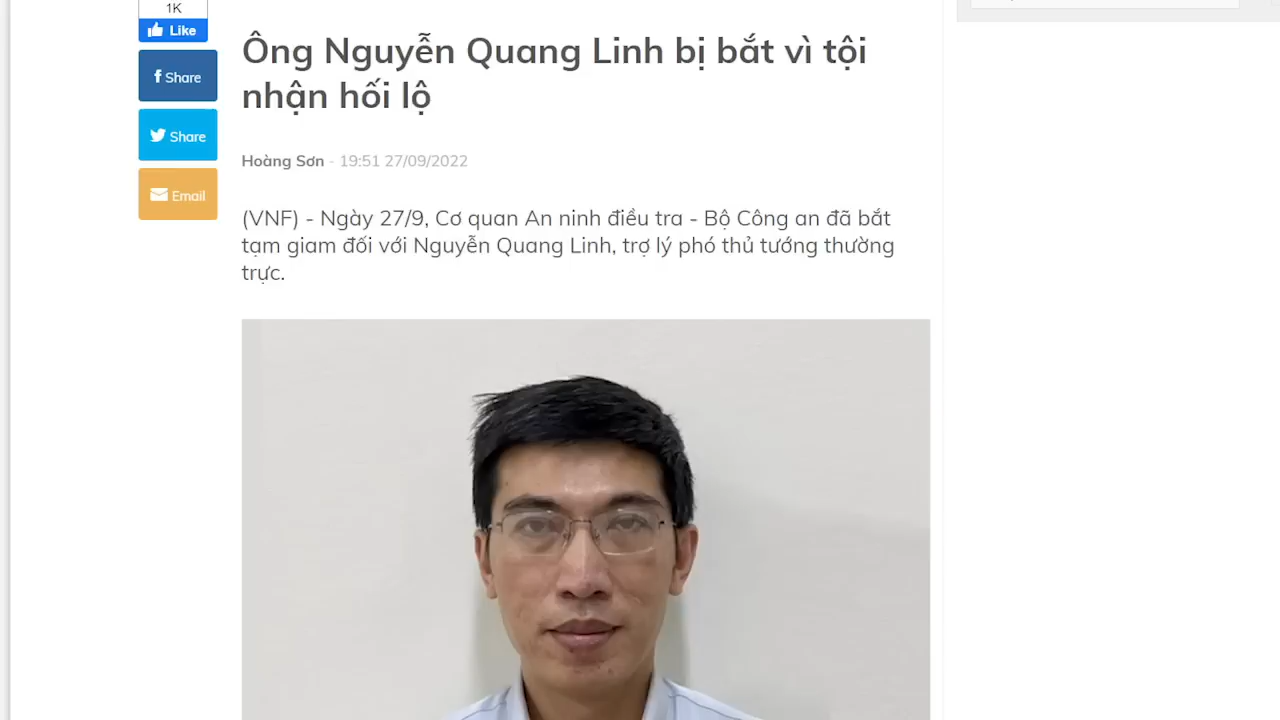 1K
Like
Share
Share
Email
Ông Nguyễn Quang Linh bị bắt vì tội
nhận hối lộ
Hoàng Sơn - 19:51 27/09/2022
(VNF) - Ngày 27/9, Cơ quan An ninh điều tra - Bộ Công an đã bắt
tạm giam đối với Nguyễn Quang Linh, trợ lý phó thủ tướng thường
trực.